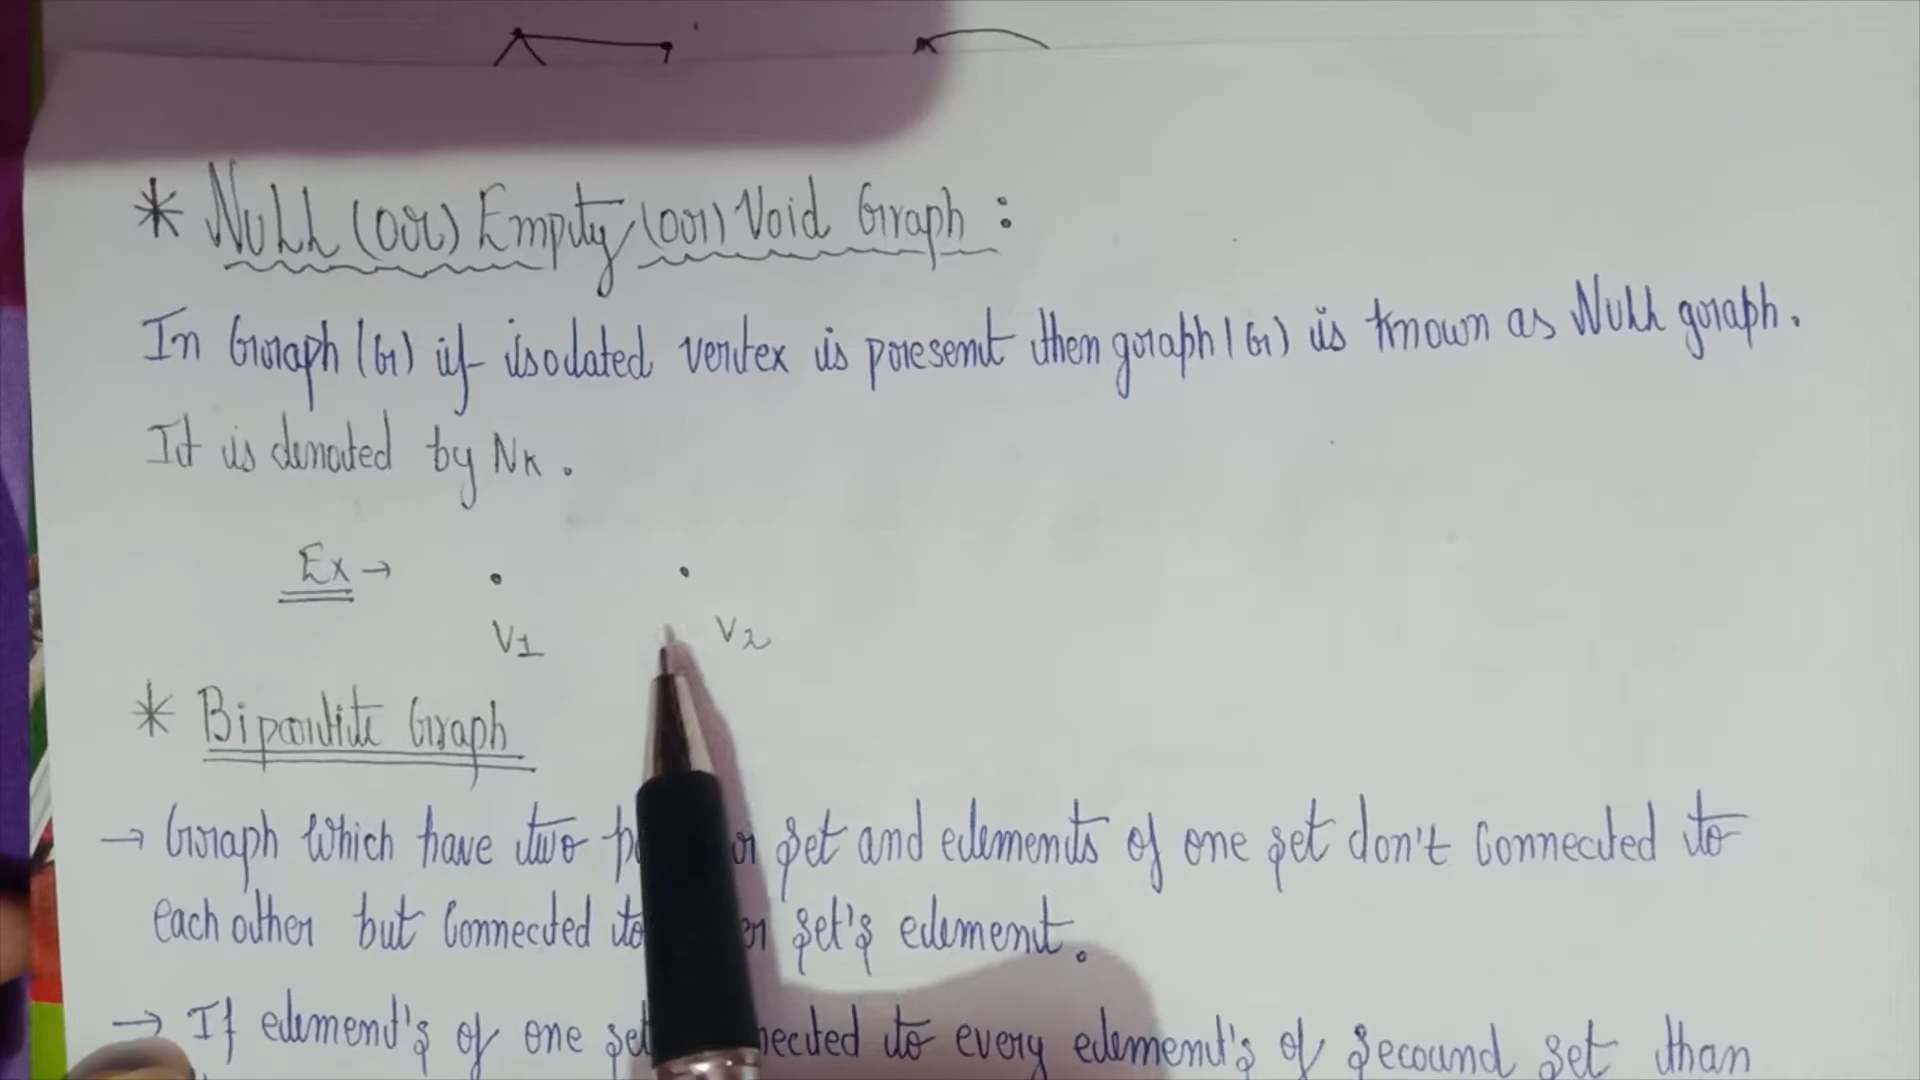 * Null (or) Empty (or) Void Graph :
In Graph (G) if isolated vertex is present then graph (G) is known as Null graph.
It is denoted by NK.
Ex →
V1 V2
* Bipartite Graph
→ Graph which have two or set and elements of one set don't connected to
each other but connected to set's element.
→ If element's of one set to every element's of secound set than